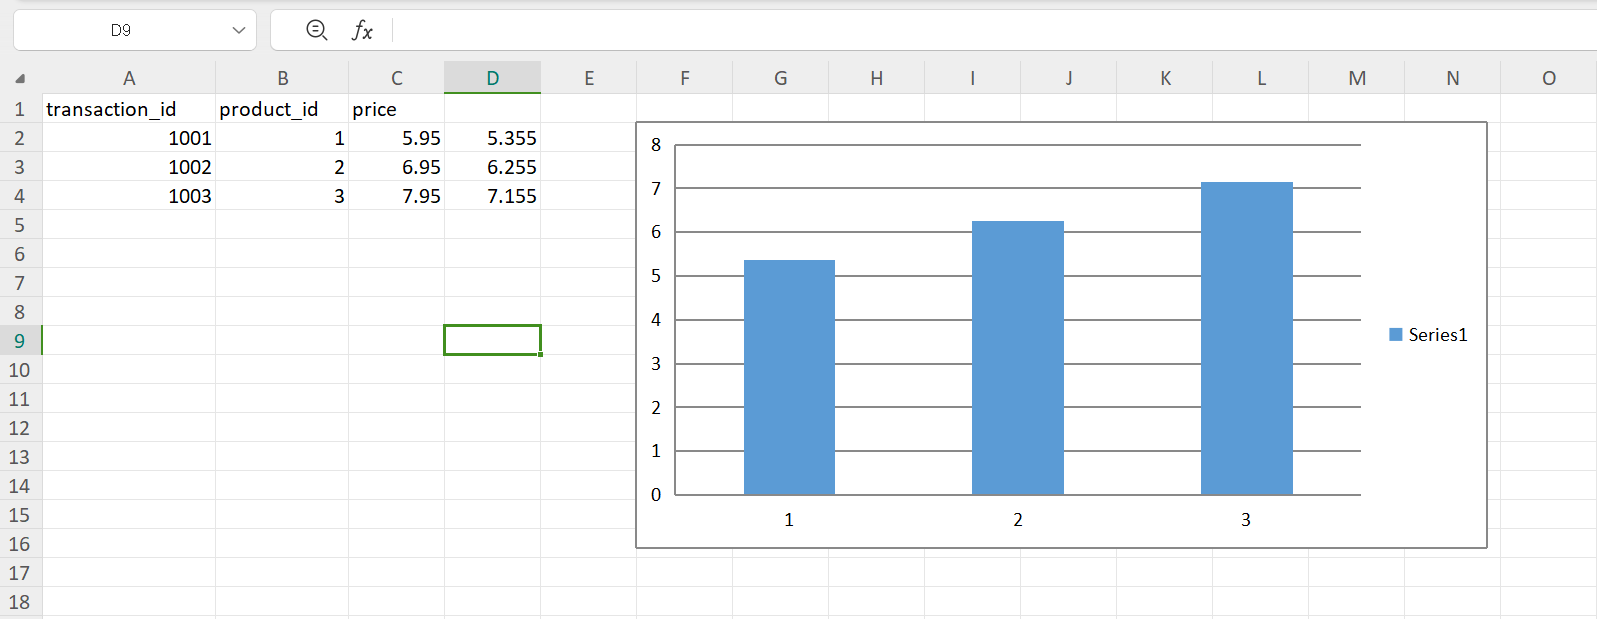 D9
fx
A B C D E F G H I J K L M N O
1 transaction_id product_id price
2 1001 1 5.95 5.355
3 1002 2 6.95 6.255
4 1003 3 7.95 7.155
5
6
7
8
9
10
11
12
13
14
15
16
17
18
8
7
6
5
4
3
2
1
0
1 2 3
Series1